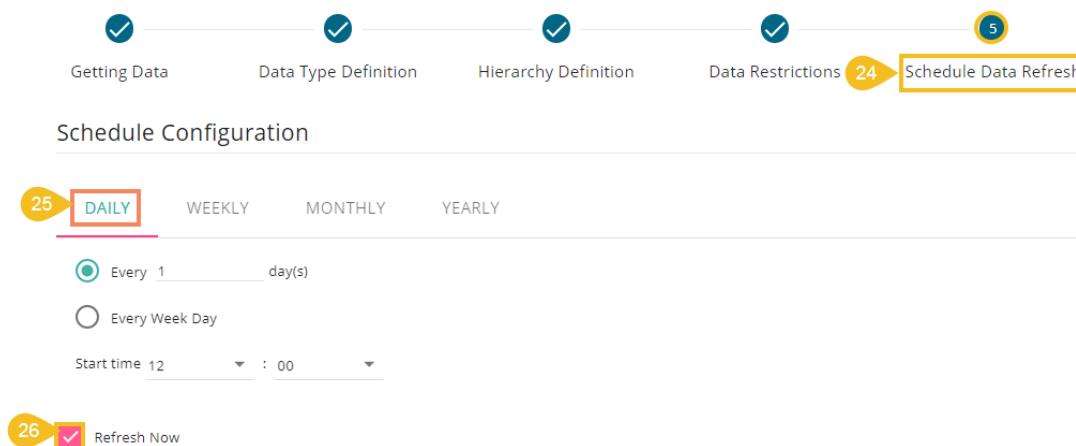 5
Getting Data Data Type Definition Hierarchy Definition Data Restrictions 24 Schedule Data Refresh
Schedule Configuration
25 DAILY WEEKLY MONTHLY YEARLY
Every 1 day(s)
Every Week Day
Start time 12 : 00
26 Refresh Now